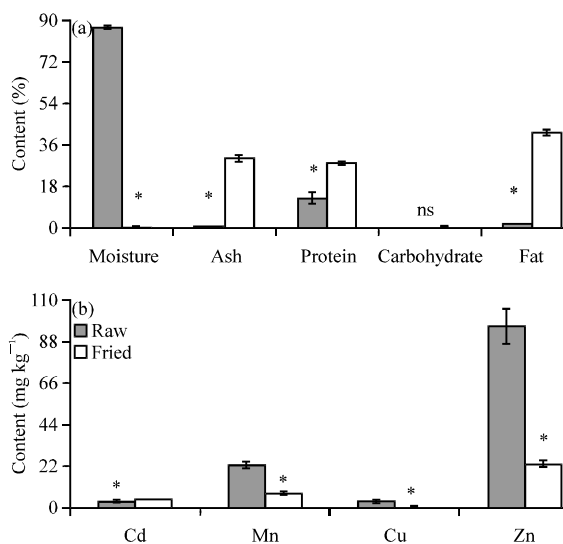 (a)
Content (%)
90
72
54
36
18
0
*
*
*
ns
*
Moisture
Ash
Protein
Carbohydrate
Fat
(b)
Raw
Fried
Content (mg kg⁻¹)
110
88
66
44
22
0
*
*
*
*
Cd
Mn
Cu
Zn